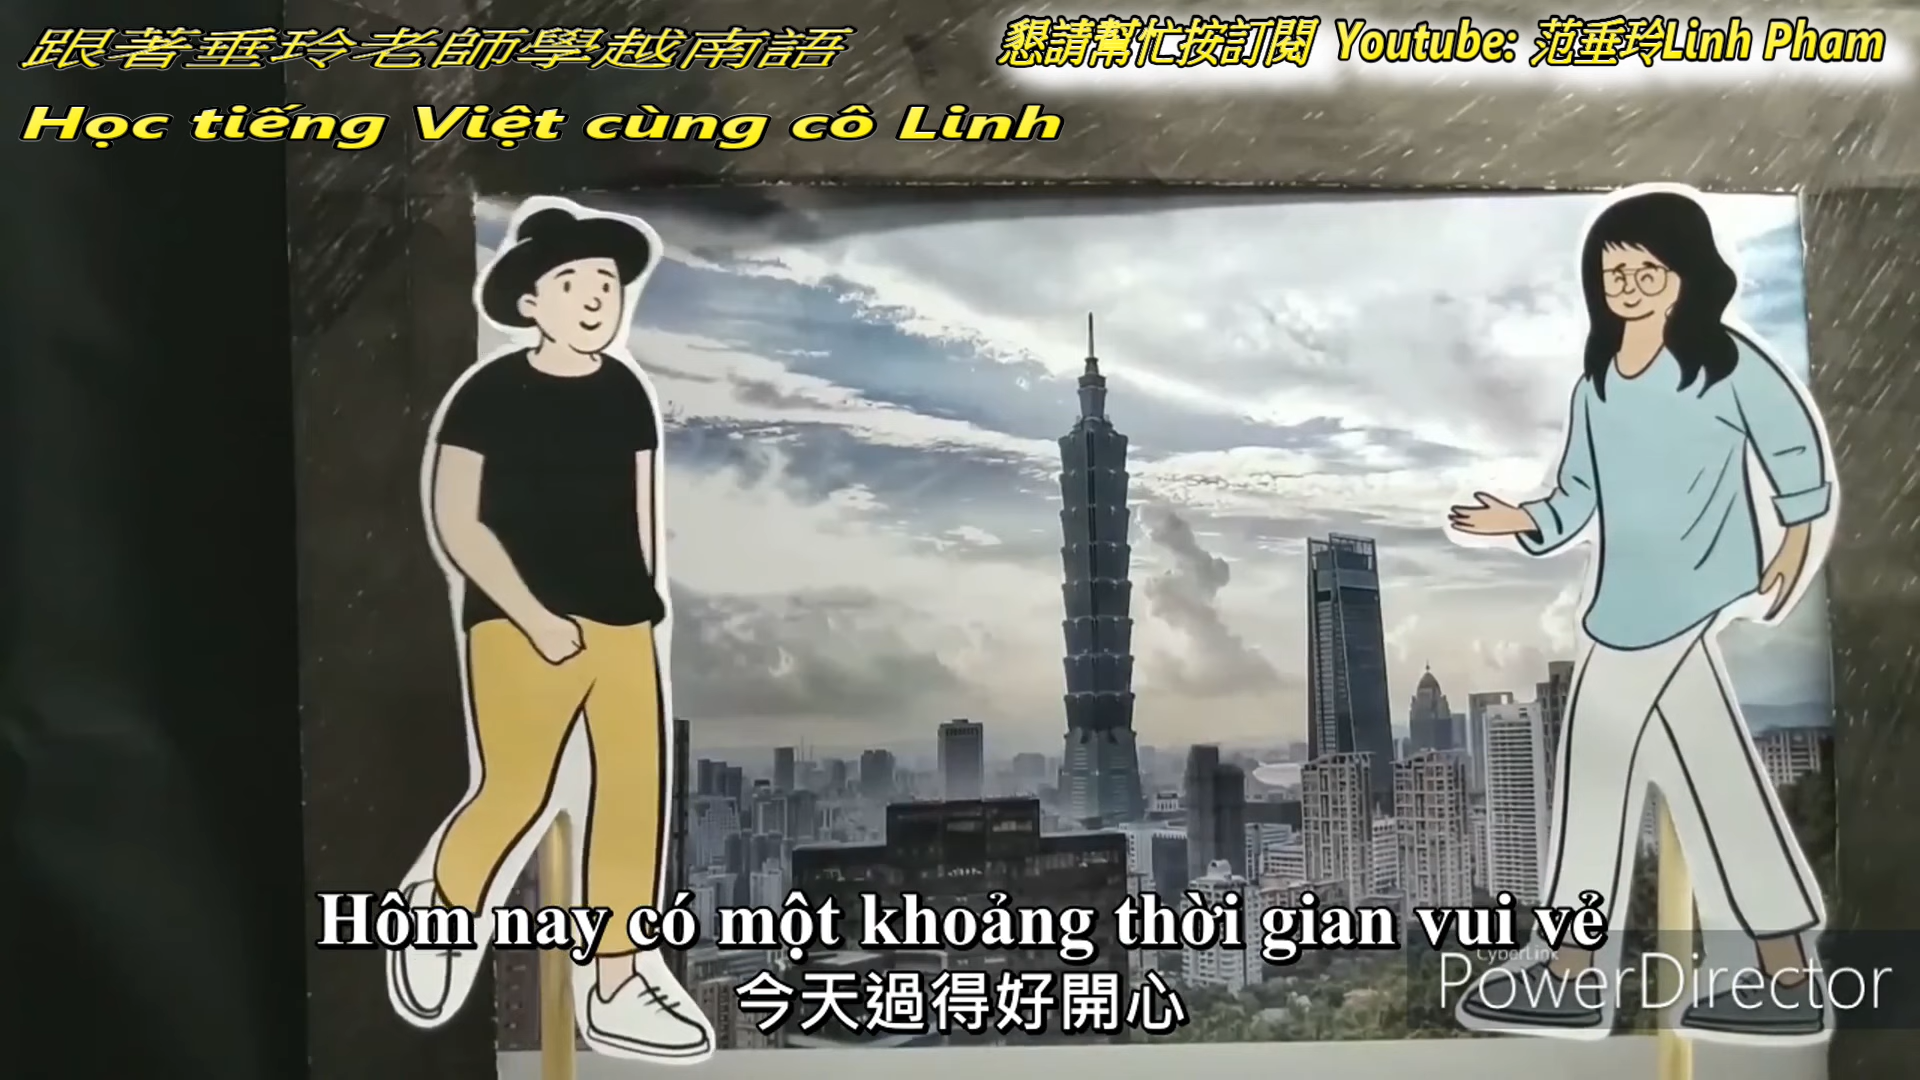 跟著垂玲老師學越南語
懇請幫忙按訂閱 Youtube: 范垂玲Linh Pham
Học tiếng Việt cùng cô Linh
Hôm nay có một khoảng thời gian vui vẻ
今天過得好開心
CyberLink
PowerDirector